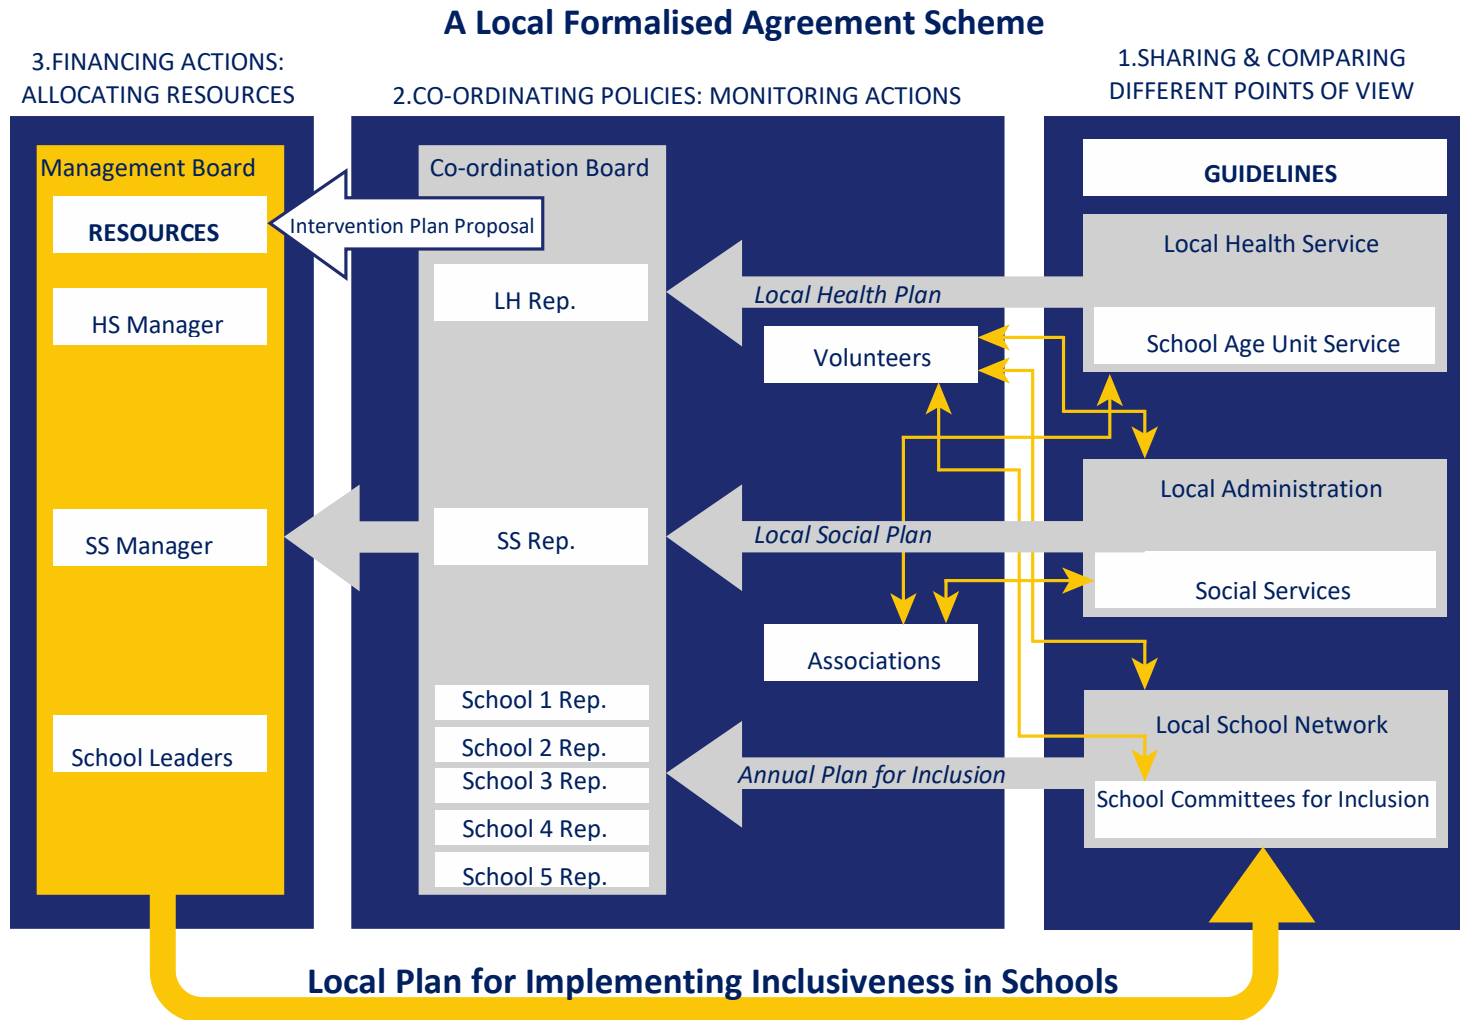 A Local Formalised Agreement Scheme
3.FINANCING ACTIONS:
ALLOCATING RESOURCES
2.CO-ORDINATING POLICIES: MONITORING ACTIONS
1.SHARING & COMPARING
DIFFERENT POINTS OF VIEW
Management Board
RESOURCES
HS Manager
SS Manager
School Leaders
Co-ordination Board
Intervention Plan Proposal
LH Rep.
SS Rep.
School 1 Rep.
School 2 Rep.
School 3 Rep.
School 4 Rep.
School 5 Rep.
Local Health Plan
Volunteers
Local Social Plan
Associations
Annual Plan for Inclusion
GUIDELINES
Local Health Service
School Age Unit Service
Local Administration
Social Services
Local School Network
School Committees for Inclusion
Local Plan for Implementing Inclusiveness in Schools